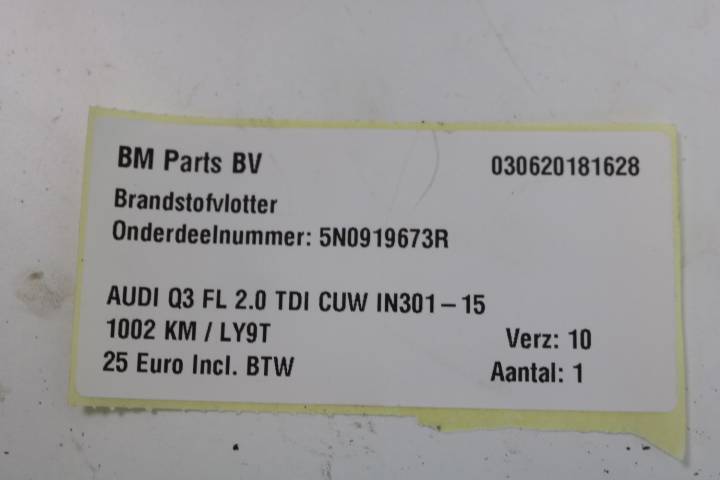 BM Parts BV 030620181628
Brandstofvlotter
Onderdeelnummer: 5N0919673R
AUDI Q3 FL 2.0 TDI CUW IN301-15
1002 KM / LY9T Verz: 10
25 Euro Incl. BTW Aantal: 1